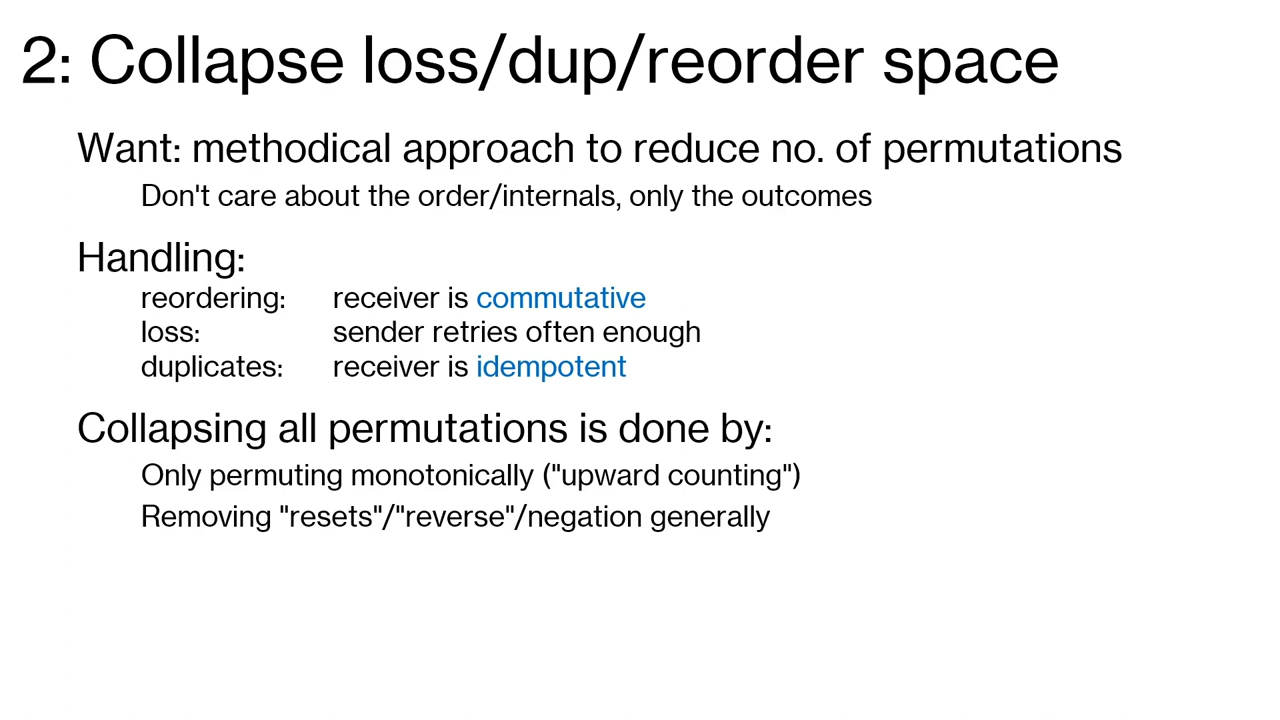 2: Collapse loss/dup/reorder space
Want: methodical approach to reduce no. of permutations
Don't care about the order/internals, only the outcomes
Handling:
reordering: receiver is commutative
loss: sender retries often enough
duplicates: receiver is idempotent
Collapsing all permutations is done by:
Only permuting monotonically ("upward counting")
Removing "resets"/"reverse"/negation generally